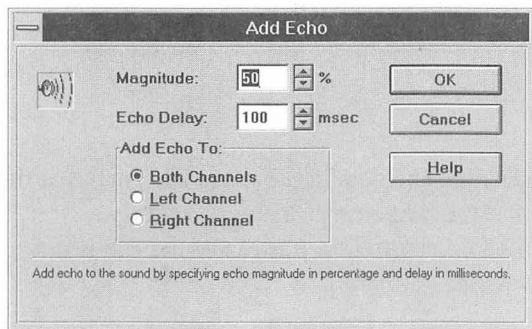 Add Echo
Magnitude: 50 %
Echo Delay: 100 msec
Add Echo To:
Both Channels
Left Channel
Right Channel
OK
Cancel
Help
Add echo to the sound by specifying echo magnitude in percentage and delay in milliseconds.